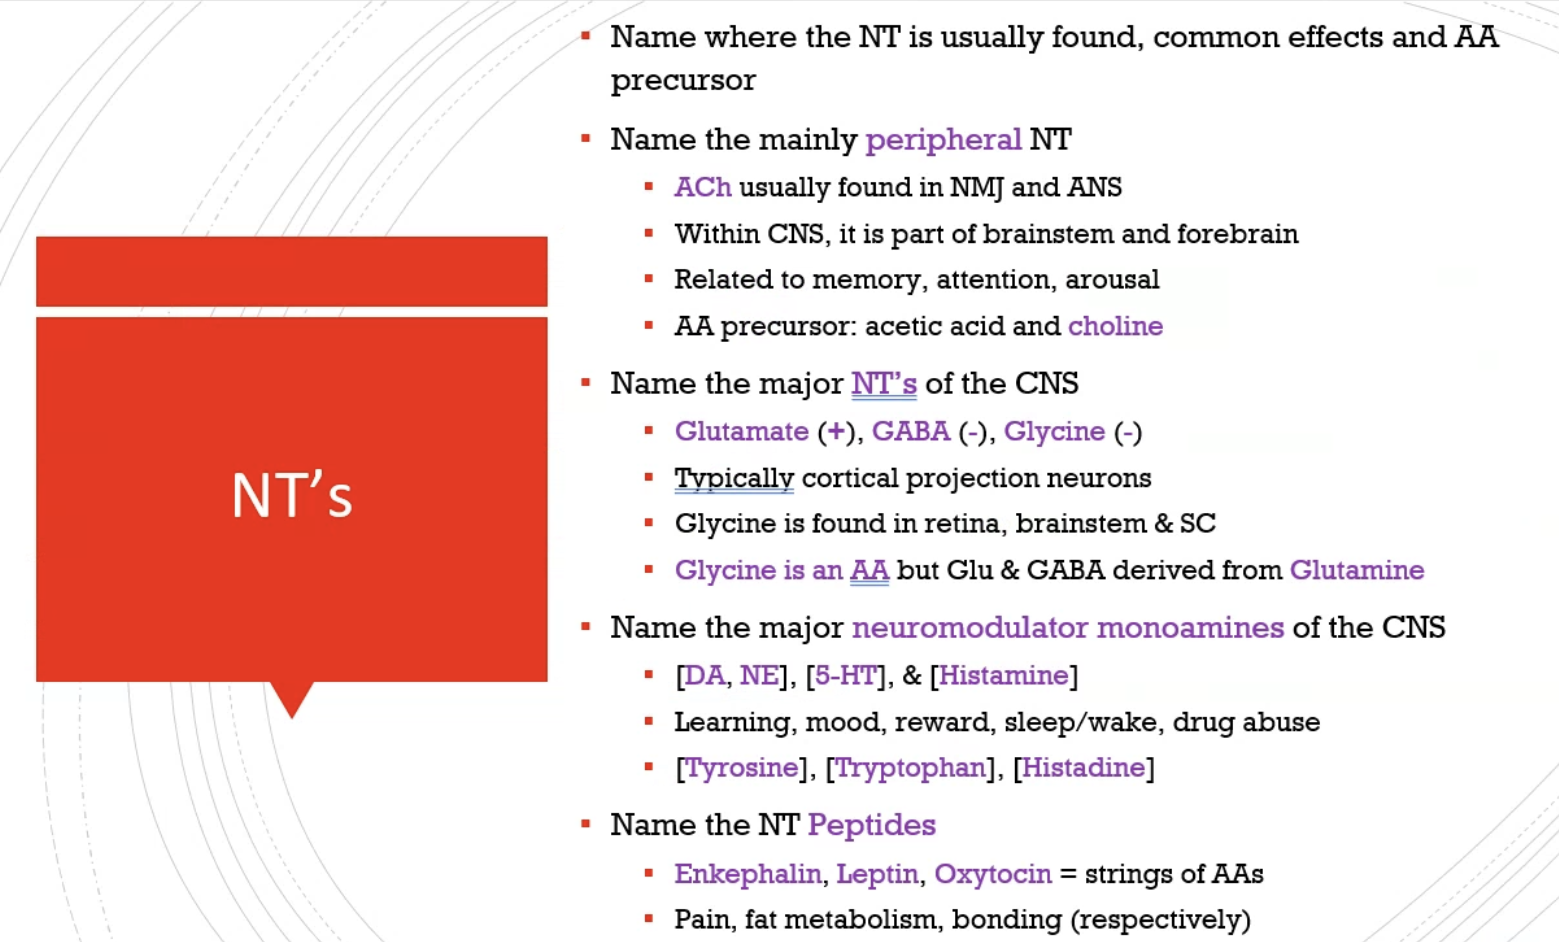 NT’s
Name where the NT is usually found, common effects and AA
precursor
Name the mainly peripheral NT
ACh usually found in NMJ and ANS
Within CNS, it is part of brainstem and forebrain
Related to memory, attention, arousal
AA precursor: acetic acid and choline
Name the major NT’s of the CNS
Glutamate (+), GABA (-), Glycine (-)
Typically cortical projection neurons
Glycine is found in retina, brainstem & SC
Glycine is an AA but Glu & GABA derived from Glutamine
Name the major neuromodulator monoamines of the CNS
[DA, NE], [5-HT], & [Histamine]
Learning, mood, reward, sleep/wake, drug abuse
[Tyrosine], [Tryptophan], [Histadine]
Name the NT Peptides
Enkephalin, Leptin, Oxytocin = strings of AAs
Pain, fat metabolism, bonding (respectively)